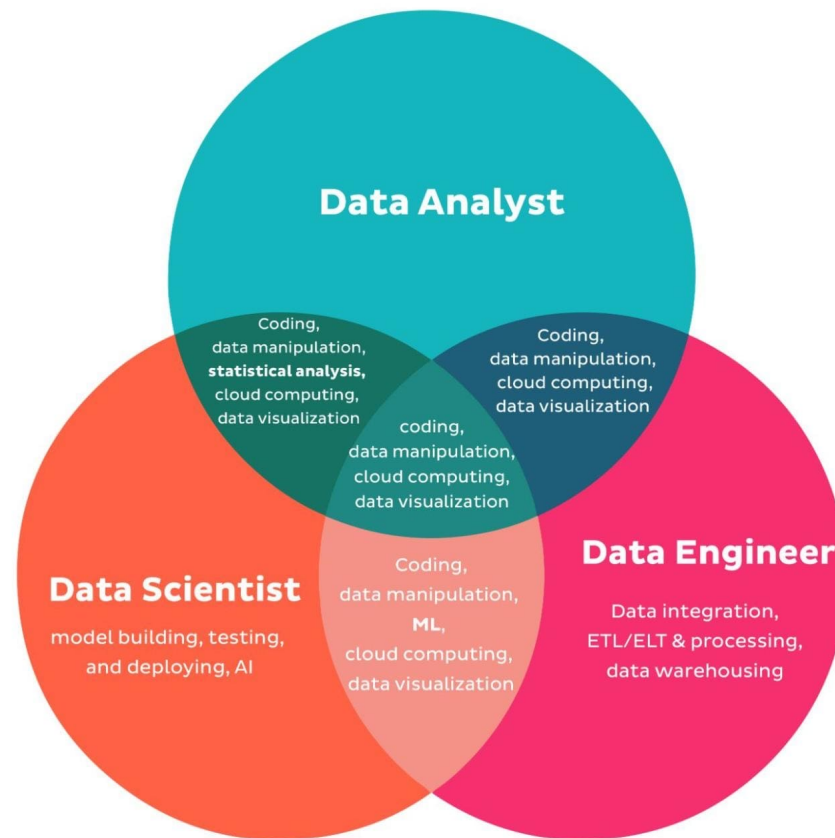 Data Analyst
Coding,
data manipulation,
statistical analysis,
cloud computing,
data visualization
Coding,
data manipulation,
cloud computing,
data visualization
coding,
data manipulation,
cloud computing,
data visualization
Data Scientist
model building, testing,
and deploying, AI
Coding,
data manipulation,
ML,
cloud computing,
data visualization
Data Engineer
Data integration,
ETL/ELT & processing,
data warehousing